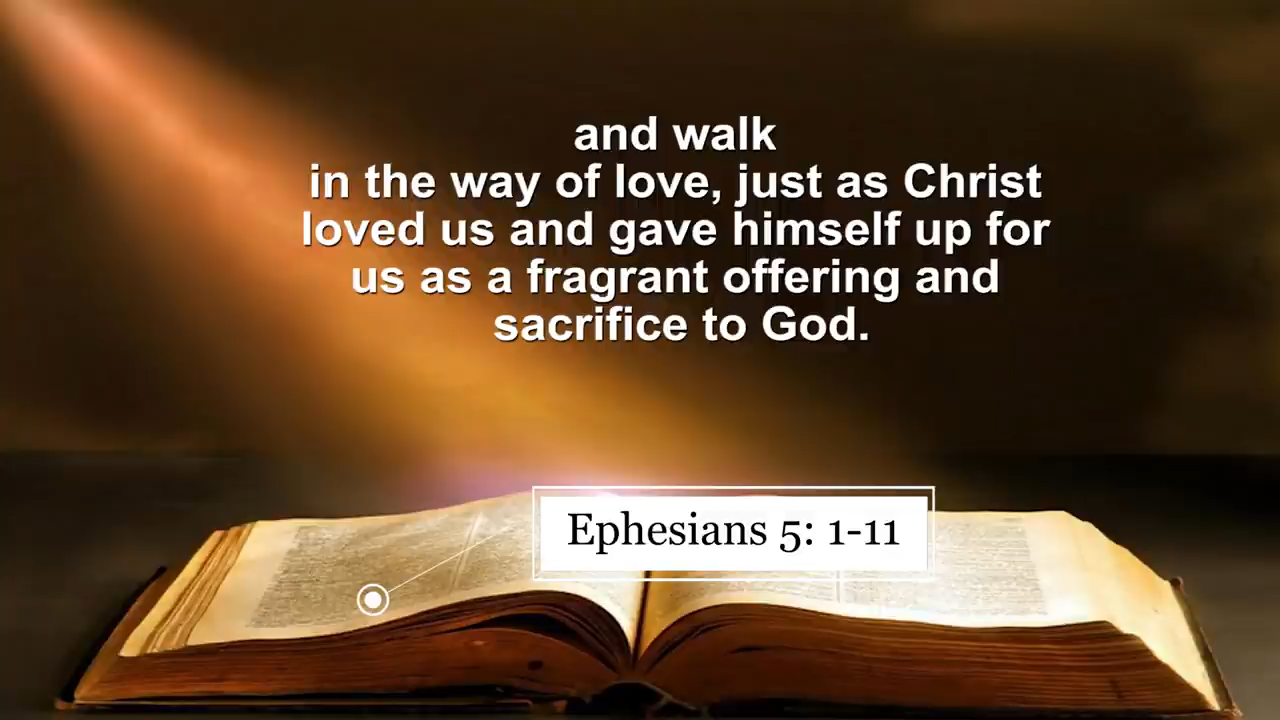 and walk
in the way of love, just as Christ
loved us and gave himself up for
us as a fragrant offering and
sacrifice to God.
Ephesians 5: 1-11